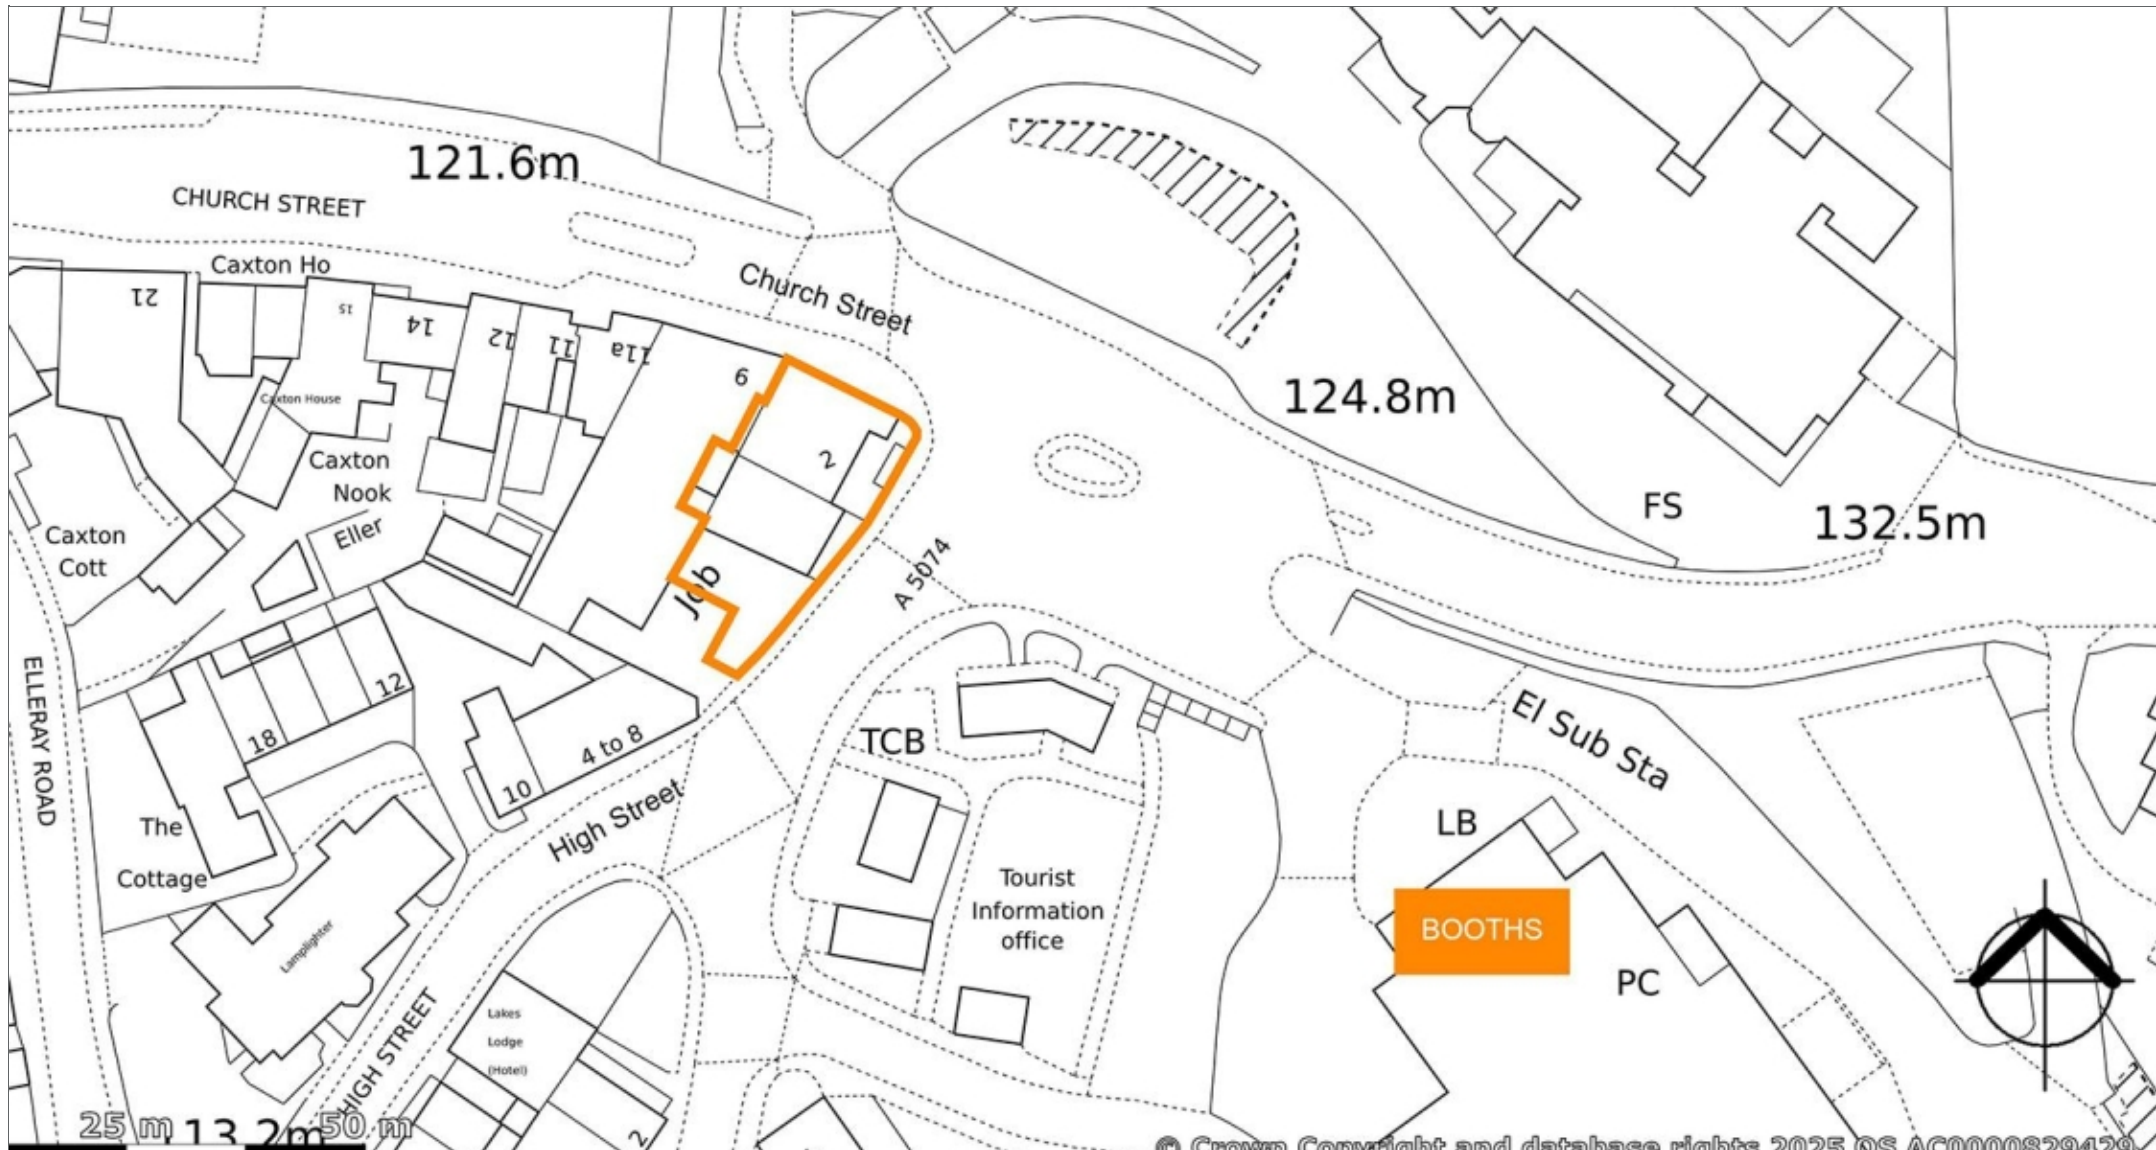 121.6m
CHURCH STREET
Caxton Ho
Church Street
21
15
14
12
11
11a
9
2
124.8m
Caxton House
Caxton
Nook
Eller
Caxton
Cott
FS
132.5m
Job
A 5074
ELLERAY ROAD
12
18
4 to 8
10
High Street
TCB
El Sub Sta
LB
The
Cottage
Tourist
Information
office
BOOTHS
PC
Lamplighter
Lakes
Lodge
(Hotel)
HIGH STREET
2
25 m
13.2m
50 m
© Crown Copyright and database rights 2025 OS AC0000829429